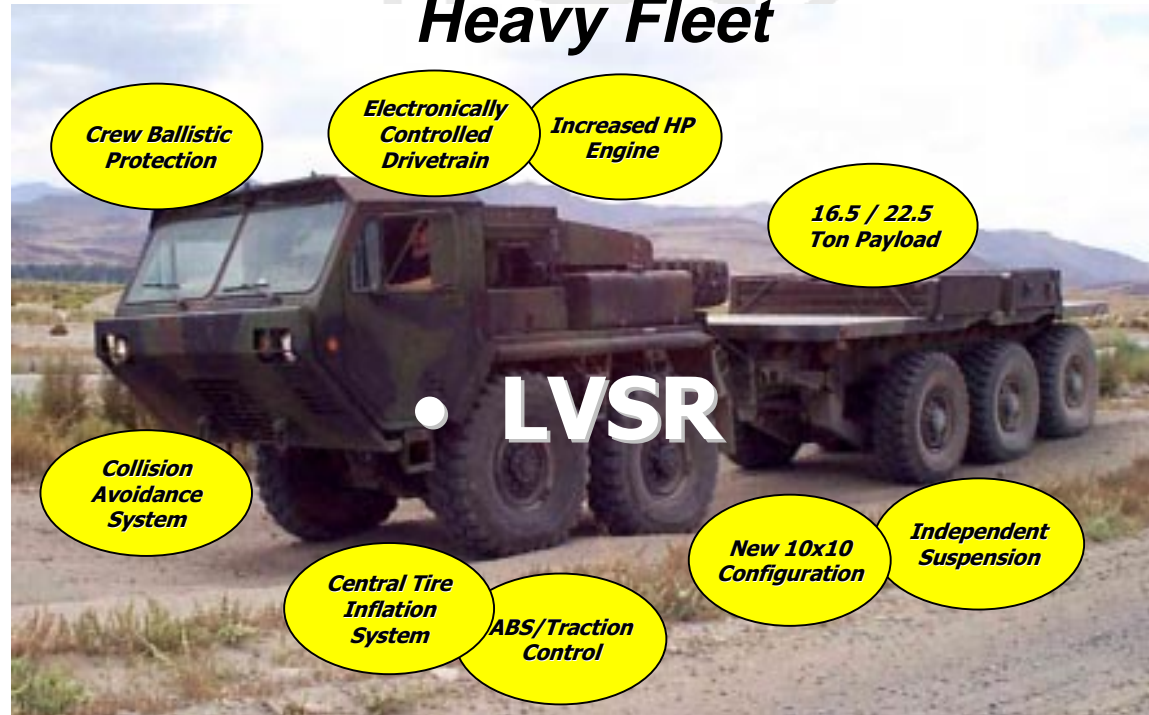 Heavy Fleet
Crew Ballistic
Protection
Electronically
Controlled
Drivetrain
Increased HP
Engine
16.5 / 22.5
Ton Payload
• LVSR
Collision
Avoidance
System
New 10x10
Configuration
Independent
Suspension
Central Tire
Inflation
System
ABS/Traction
Control